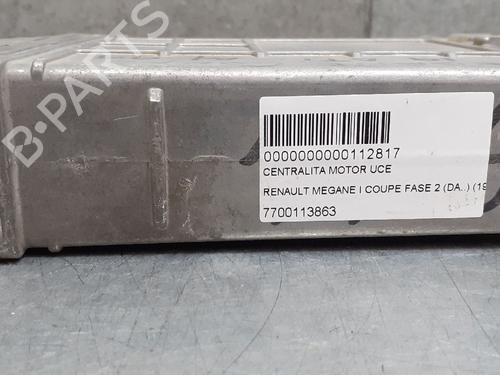 B-PARTS
0000000000112817
CENTRALITA MOTOR UCE
RENAULT MEGANE I COUPE FASE 2 (DA..) (19
7700113863